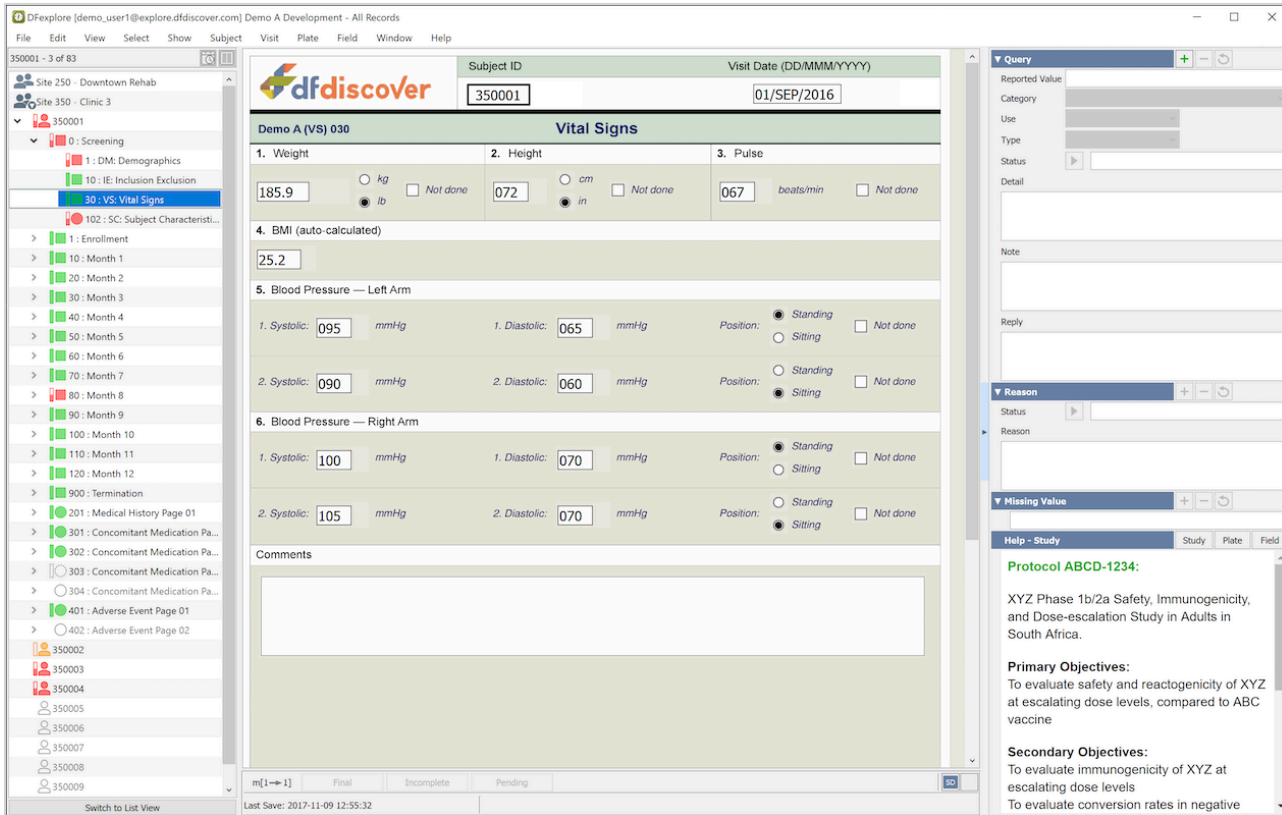 DFexplore [demo_user1@explore.dfdiscover.com] Demo A Development - All Records
File Edit View Select Show Subject Visit Plate Field Window Help
350001 - 3 of 83
Site 250 - Downtown Rehab
Site 350 - Clinic 3
350001
0 : Screening
1 : DM: Demographics
10 : IE: Inclusion Exclusion
30 : VS: Vital Signs
102 : SC: Subject Characteristi...
1 : Enrollment
10 : Month 1
20 : Month 2
30 : Month 3
40 : Month 4
50 : Month 5
60 : Month 6
70 : Month 7
80 : Month 8
90 : Month 9
100 : Month 10
110 : Month 11
120 : Month 12
900 : Termination
201 : Medical History Page 01
301 : Concomitant Medication Pa...
302 : Concomitant Medication Pa...
303 : Concomitant Medication Pa...
304 : Concomitant Medication Pa...
401 : Adverse Event Page 01
402 : Adverse Event Page 02
350002
350003
350004
350005
350006
350007
350008
350009
Switch to List View
dfdiscover
Subject ID Visit Date (DD/MMM/YYYY)
350001 01/SEP/2016
Demo A (VS) 030 Vital Signs
1. Weight 2. Height 3. Pulse
185.9 kg lb Not done 072 cm in Not done 067 beats/min Not done
4. BMI (auto-calculated)
25.2
5. Blood Pressure — Left Arm
1. Systolic: 095 mmHg 1. Diastolic: 065 mmHg Position: Standing Sitting Not done
2. Systolic: 090 mmHg 2. Diastolic: 060 mmHg Position: Standing Sitting Not done
6. Blood Pressure — Right Arm
1. Systolic: 100 mmHg 1. Diastolic: 070 mmHg Position: Standing Sitting Not done
2. Systolic: 105 mmHg 2. Diastolic: 070 mmHg Position: Standing Sitting Not done
Comments
m[1→1] Final Incomplete Pending SD
Last Save: 2017-11-09 12:55:32
Query
Reported Value
Category
Use
Type
Status
Detail
Note
Reply
Reason
Status
Reason
Missing Value
Help - Study Study Plate Field
Protocol ABCD-1234:
XYZ Phase 1b/2a Safety, Immunogenicity,
and Dose-escalation Study in Adults in
South Africa.
Primary Objectives:
To evaluate safety and reactogenicity of XYZ
at escalating dose levels, compared to ABC
vaccine
Secondary Objectives:
To evaluate immunogenicity of XYZ at
escalating dose levels
To evaluate conversion rates in negative